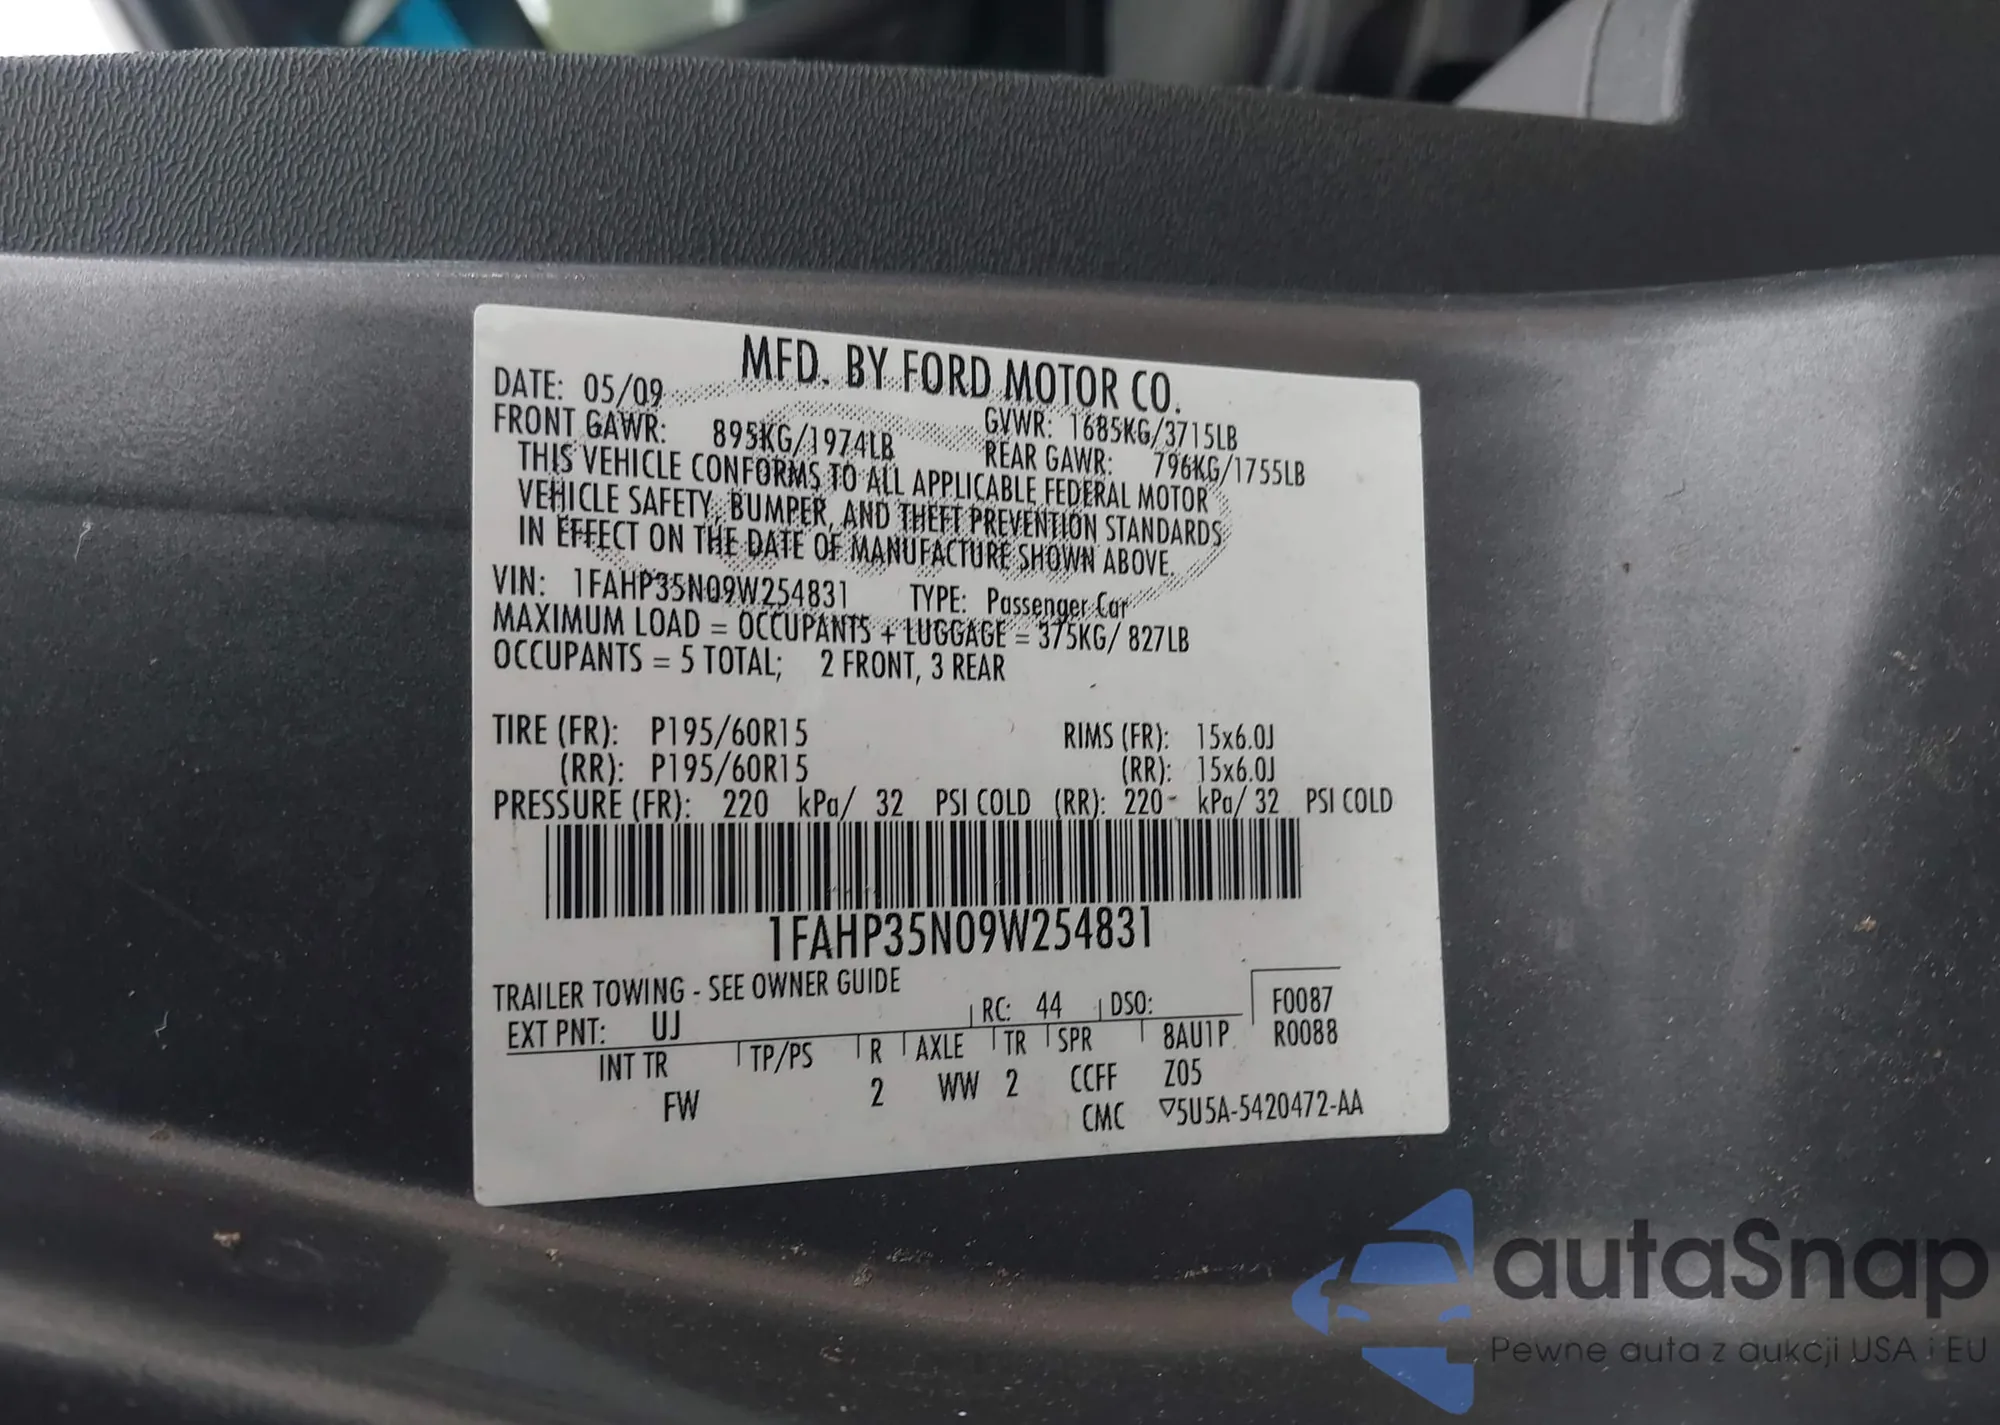 MFD. BY FORD MOTOR CO.
DATE: 05/09
GVWR: 1685KG/3715LB
FRONT GAWR: 895KG/1974LB
REAR GAWR: 796KG/1755LB
THIS VEHICLE CONFORMS TO ALL APPLICABLE FEDERAL MOTOR
VEHICLE SAFETY, BUMPER, AND THEFT PREVENTION STANDARDS
IN EFFECT ON THE DATE OF MANUFACTURE SHOWN ABOVE.
VIN: 1FAHP35N09W254831 TYPE: Passenger Car
MAXIMUM LOAD = OCCUPANTS + LUGGAGE = 375KG/ 827LB
OCCUPANTS = 5 TOTAL; 2 FRONT, 3 REAR
TIRE (FR): P195/60R15 RIMS (FR): 15x6.0J
(RR): P195/60R15 (RR): 15x6.0J
PRESSURE (FR): 220 kPa/ 32 PSI COLD (RR): 220 kPa/ 32 PSI COLD
1FAHP35N09W254831
TRAILER TOWING - SEE OWNER GUIDE
EXT PNT: UJ RC: 44 DSO: F0087
INT TR TP/PS R AXLE TR SPR 8AU1P R0088
FW 2 WW 2 CCFF Z05
CMC ▽5U5A-5420472-AA
autaSnap
Pewne auta z aukcji USA i EU